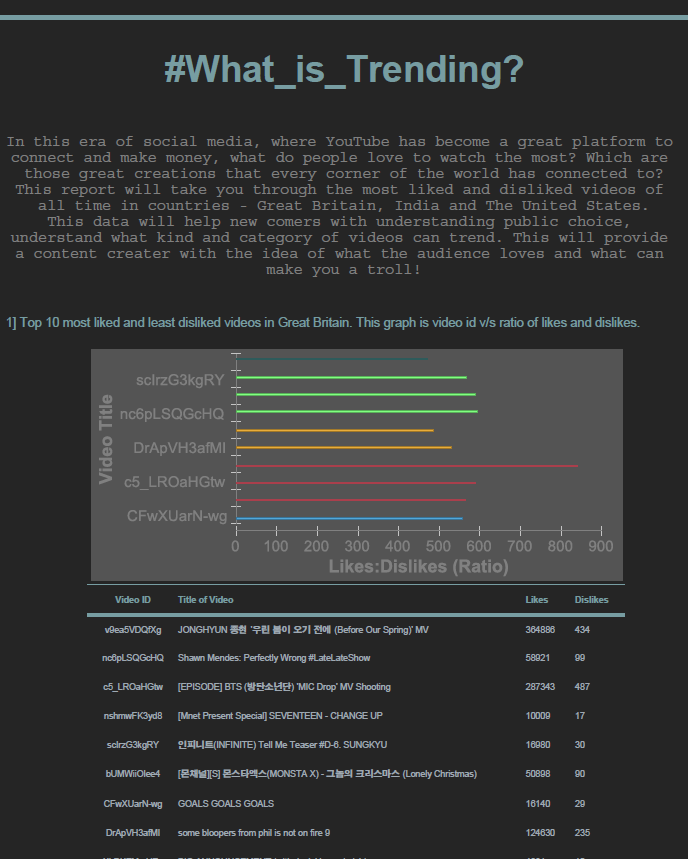 #What_is_Trending?
In this era of social media, where YouTube has become a great platform to
connect and make money, what do people love to watch the most? Which are
those great creations that every corner of the world has connected to?
This report will take you through the most liked and disliked videos of
all time in countries - Great Britain, India and The United States.
This data will help new comers with understanding public choice,
understand what kind and category of videos can trend. This will provide
a content creater with the idea of what the audience loves and what can
make you a troll!
1] Top 10 most liked and least disliked videos in Great Britain. This graph is video id v/s ratio of likes and dislikes.
Video Title
sclrzG3kgRY
nc6pLSQGcHQ
DrApVH3afMI
c5_LROaHGtw
CFwXUarN-wg
0 100 200 300 400 500 600 700 800 900
Likes:Dislikes (Ratio)
Video ID Title of Video Likes Dislikes
v9ea5VDQfXg JONGHYUN 종현 '우린 봄이 오기 전에 (Before Our Spring)' MV 364886 434
nc6pLSQGcHQ Shawn Mendes: Perfectly Wrong #LateLateShow 58921 99
c5_LROaHGtw [EPISODE] BTS (방탄소년단) 'MIC Drop' MV Shooting 287343 487
nshmwFK3yd8 [Mnet Present Special] SEVENTEEN - CHANGE UP 10009 17
sclrzG3kgRY 인피니트(INFINITE) Tell Me Teaser #D-6. SUNGKYU 16980 30
bUMWiiOlee4 [몬채널][S] 몬스타엑스(MONSTA X) - 그놈의 크리스마스 (Lonely Christmas) 50898 90
CFwXUarN-wg GOALS GOALS GOALS 16140 29
DrApVH3afMI some bloopers from phil is not on fire 9 124630 235